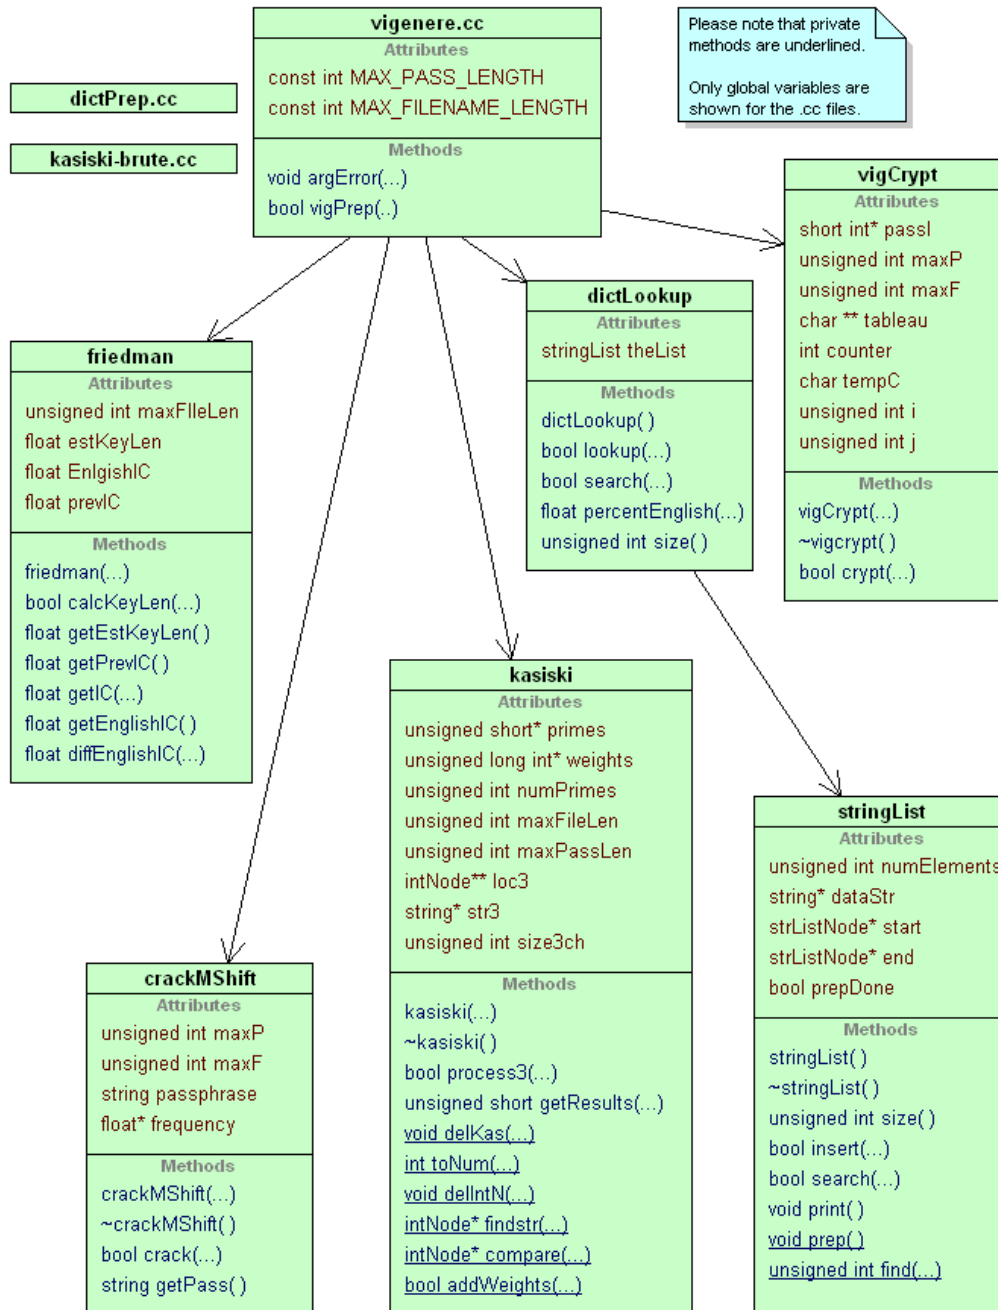 vigenere.cc
Attributes
const int MAX_PASS_LENGTH
const int MAX_FILENAME_LENGTH
Methods
void argError(...)
bool vigPrep(..)
Please note that private
methods are underlined.
Only global variables are
shown for the .cc files.
dictPrep.cc
kasiski-brute.cc
vigCrypt
Attributes
short int* passI
unsigned int maxP
unsigned int maxF
char ** tableau
int counter
char tempC
unsigned int i
unsigned int j
Methods
vigCrypt(...)
~vigcrypt( )
bool crypt(...)
dictLookup
Attributes
stringList theList
Methods
dictLookup( )
bool lookup(...)
bool search(...)
float percentEnglish(...)
unsigned int size( )
friedman
Attributes
unsigned int maxFIleLen
float estKeyLen
float EnlgishIC
float prevIC
Methods
friedman(...)
bool calcKeyLen(...)
float getEstKeyLen( )
float getPrevIC( )
float getIC(...)
float getEnglishIC( )
float diffEnglishIC(...)
kasiski
Attributes
unsigned short* primes
unsigned long int* weights
unsigned int numPrimes
unsigned int maxFileLen
unsigned int maxPassLen
intNode** loc3
string* str3
unsigned int size3ch
Methods
kasiski(...)
~kasiski( )
bool process3(...)
unsigned short getResults(...)
void delKas(...)
int toNum(...)
void delIntN(...)
intNode* findstr(...)
intNode* compare(...)
bool addWeights(...)
stringList
Attributes
unsigned int numElements
string* dataStr
strListNode* start
strListNode* end
bool prepDone
Methods
stringList( )
~stringList( )
unsigned int size( )
bool insert(...)
bool search(...)
void print( )
void prep( )
unsigned int find(...)
crackMShift
Attributes
unsigned int maxP
unsigned int maxF
string passphrase
float* frequency
Methods
crackMShift(...)
~crackMShift( )
bool crack(...)
string getPass( )